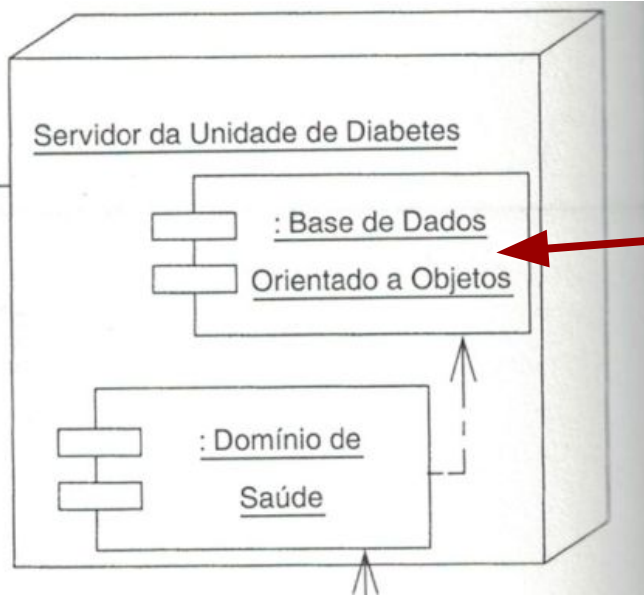 Servidor da Unidade de Diabetes
: Base de Dados
Orientado a Objetos
: Domínio de
Saúde